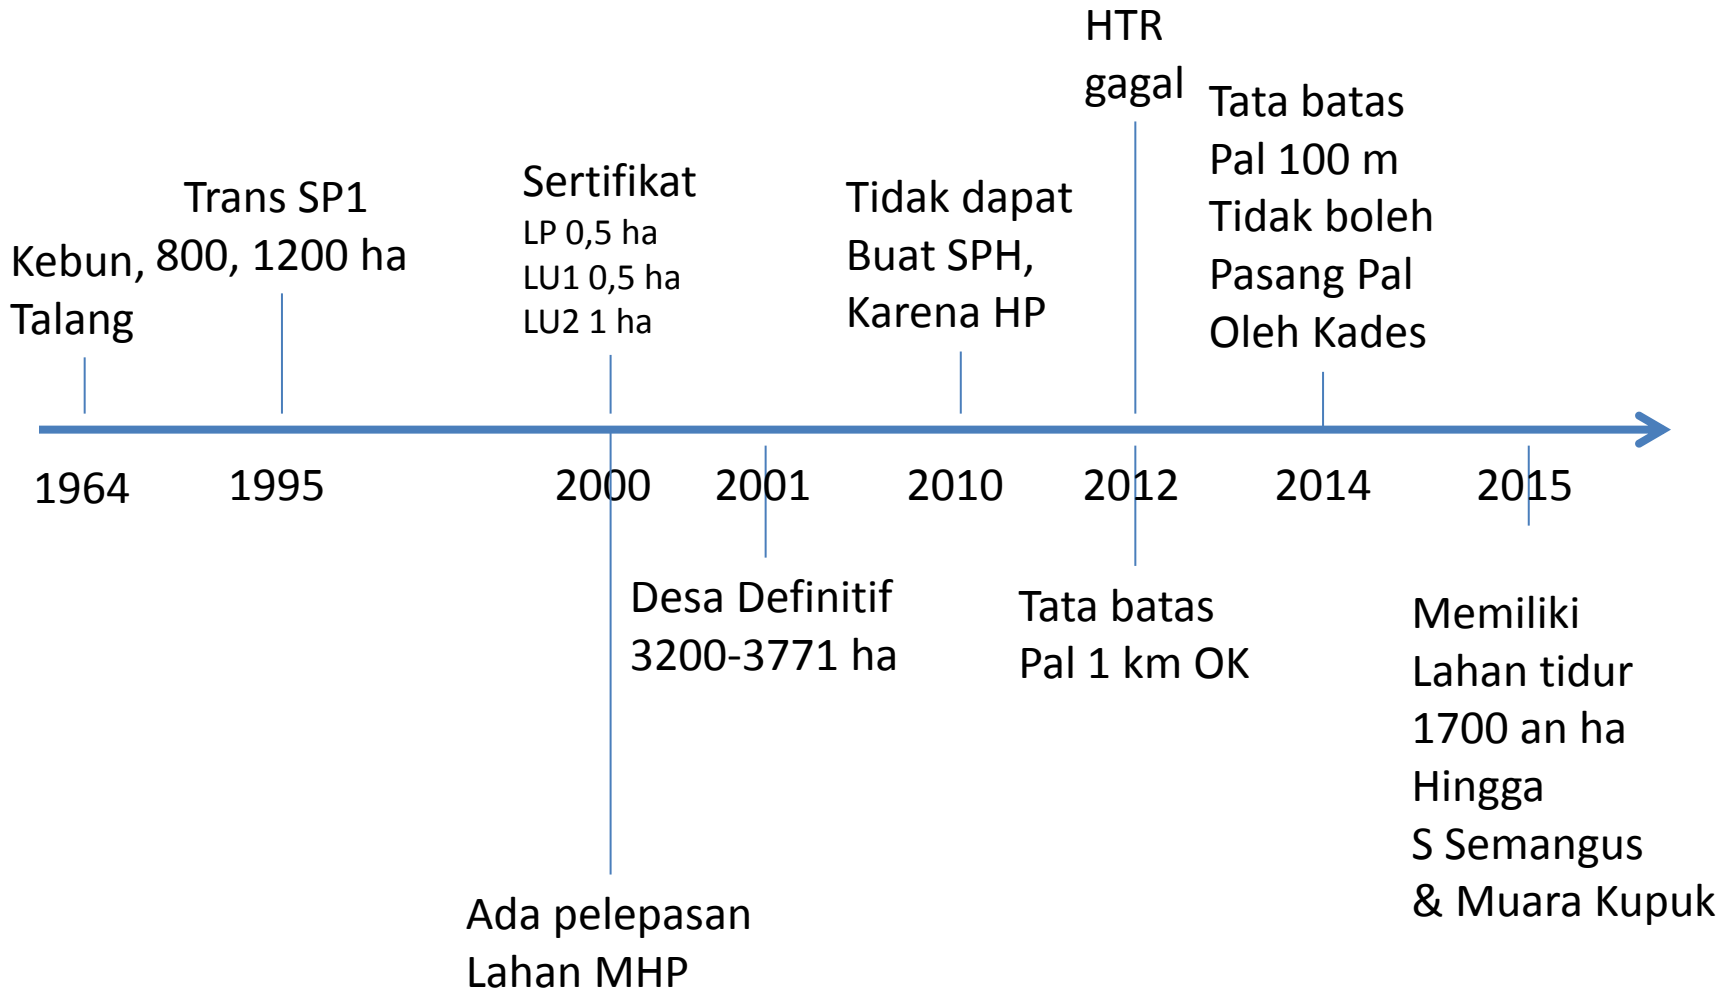 HTR
gagal
Tata batas
Pal 100 m
Tidak boleh
Pasang Pal
Oleh Kades
Sertifikat
LP 0,5 ha
LU1 0,5 ha
LU2 1 ha
Trans SP1
800, 1200 ha
Tidak dapat
Buat SPH,
Karena HP
Kebun,
Talang
1964
1995
2000
2001
2010
2012
2014
2015
Desa Definitif
3200-3771 ha
Tata batas
Pal 1 km OK
Memiliki
Lahan tidur
1700 an ha
Hingga
S Semangus
& Muara Kupuk
Ada pelepasan
Lahan MHP